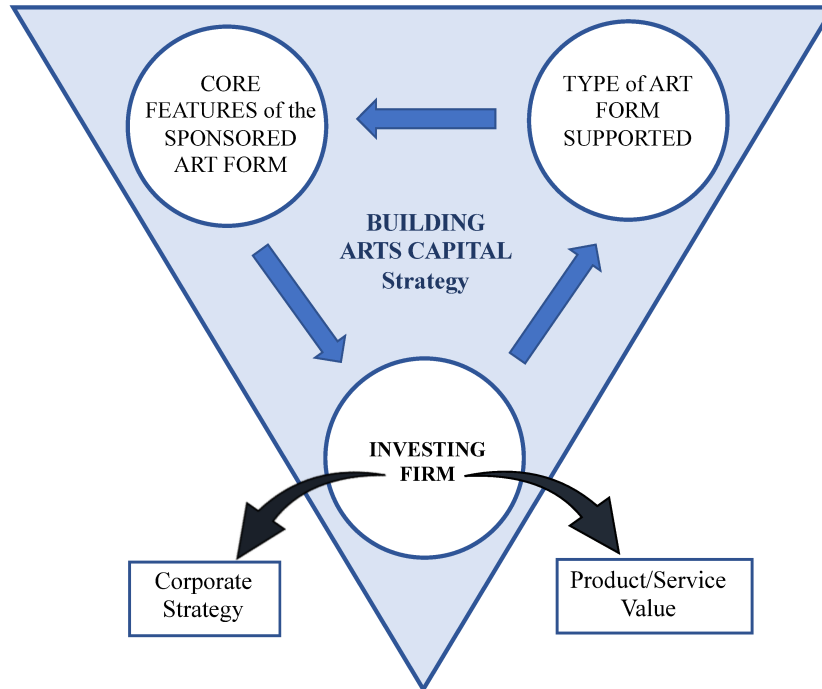 CORE
FEATURES of the
SPONSORED
ART FORM
TYPE of ART
FORM
SUPPORTED
BUILDING
ARTS CAPITAL
Strategy
INVESTING
FIRM
Corporate
Strategy
Product/Service
Value